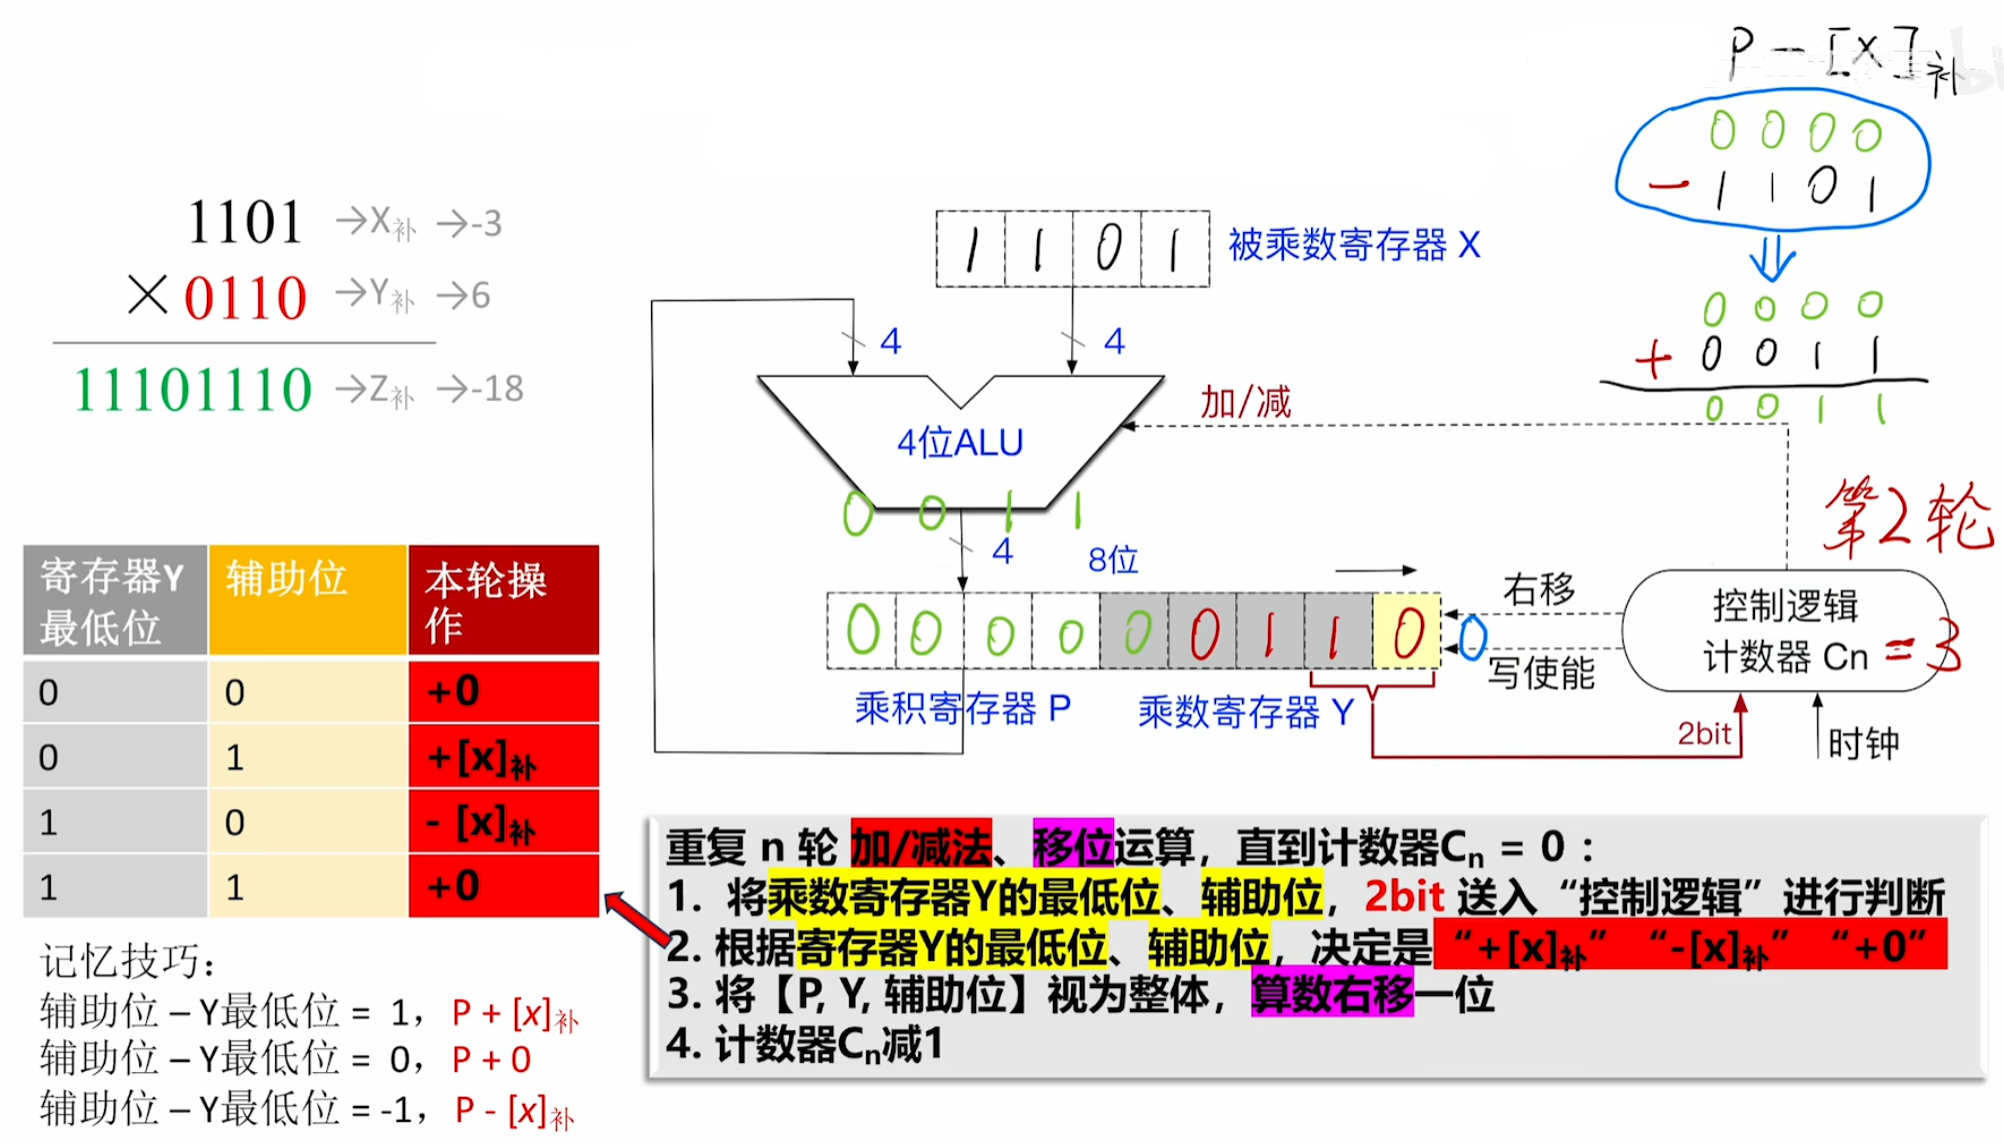 P - [X]补
0 0 0 0
- 1 1 0 1
0 0 0 0
+ 0 0 1 1
0 0 1 1
1101 →X补 →-3
×0110 →Y补 →6
11101110 →Z补 →-18
1 1 0 1 被乘数寄存器 X
4 4
加/减
4位ALU
0 0 1 1
4 8位
第2轮
0 0 0 0 0 0 1 1 0 0
右移
写使能
控制逻辑
计数器 Cn = 3
乘积寄存器 P 乘数寄存器 Y
2bit
时钟
寄存器Y最低位 辅助位 本轮操作
0 0 +0
0 1 +[x]补
1 0 - [x]补
1 1 +0
记忆技巧：
辅助位 – Y最低位 = 1，P + [x]补
辅助位 – Y最低位 = 0，P + 0
辅助位 – Y最低位 = -1，P - [x]补
重复 n 轮 加/减法、移位运算，直到计数器Cn = 0：
1. 将乘数寄存器Y的最低位、辅助位，2bit 送入“控制逻辑”进行判断
2. 根据寄存器Y的最低位、辅助位，决定是“+[x]补” “-[x]补” “+0”
3. 将【P, Y, 辅助位】视为整体，算数右移一位
4. 计数器Cn减1